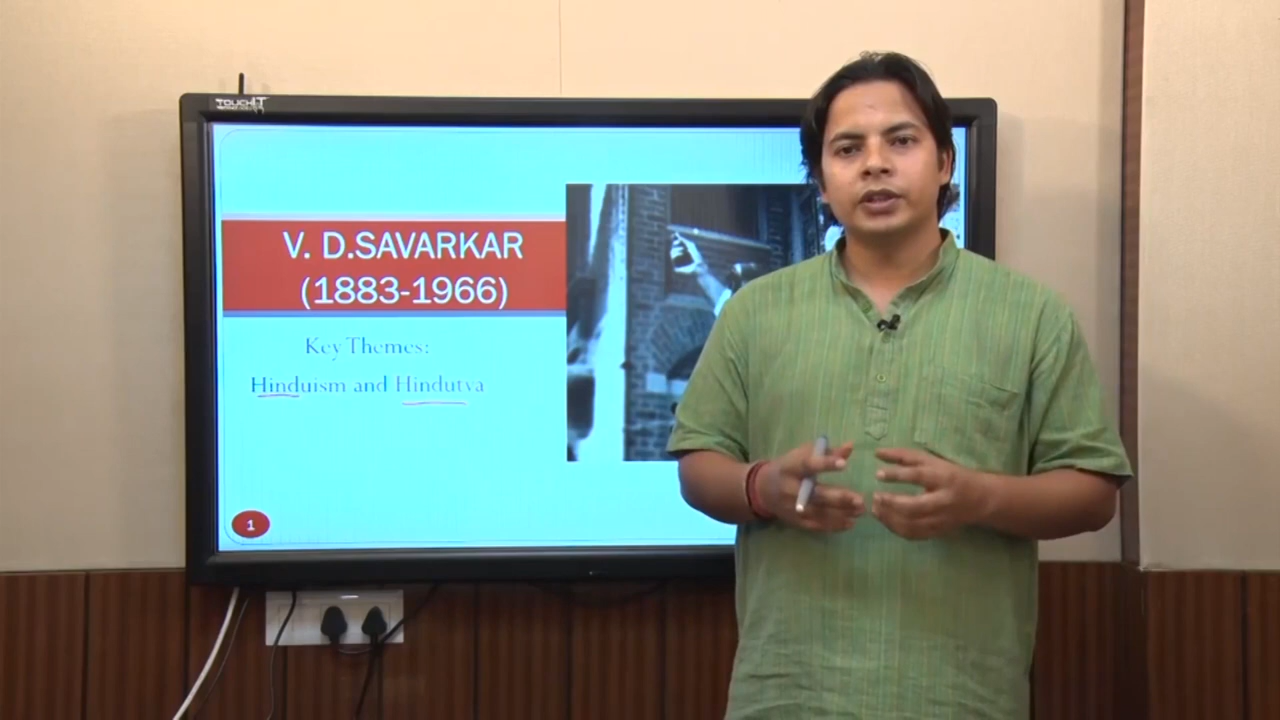 TOUCHIT
V. D.SAVARKAR
(1883-1966)
Key Themes:
Hinduism and Hindutva
1